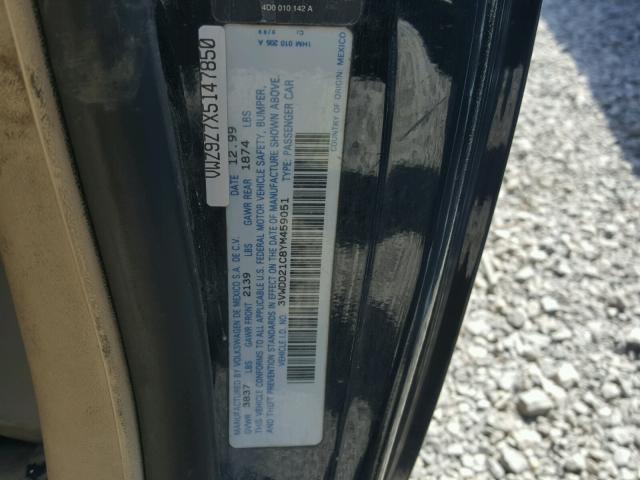 4D0 010 142 A
VWZ9Z7X5147850
MANUFACTURED BY VOLKSWAGEN DE MEXICO S.A. DE C.V. DATE 12.99
GVWR 3837 LBS GAWR FRONT 2139 LBS GAWR REAR 1874 LBS
THIS VEHICLE CONFORMS TO ALL APPLICABLE U.S. FEDERAL MOTOR VEHICLE SAFETY, BUMPER,
AND THEFT PREVENTION STANDARDS IN EFFECT ON THE DATE OF MANUFACTURE SHOWN ABOVE.
VEHICLE I.D. NO. 3VWDD21C8YM459051 TYPE: PASSENGER CAR
COUNTRY OF ORIGIN: MEXICO
1HM 010 205 A